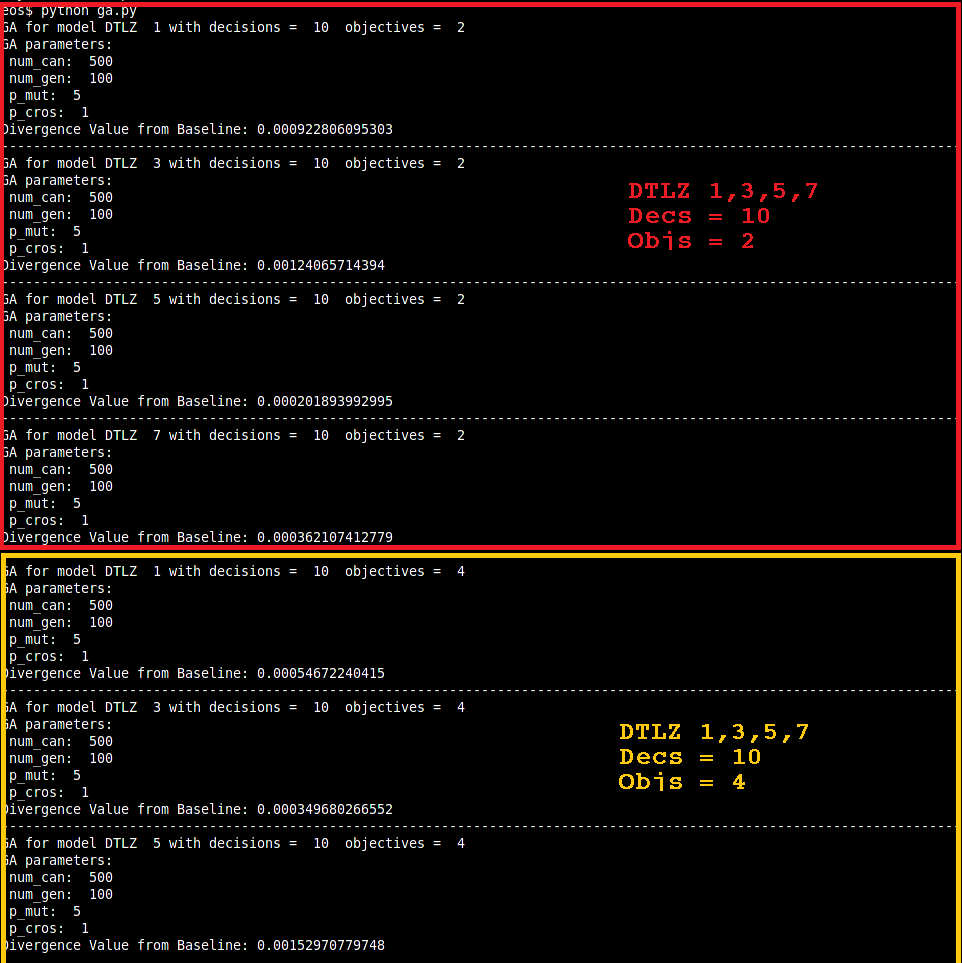 eos$ python ga.py
GA for model DTLZ  1 with decisions =  10  objectives =  2
GA parameters:
num_can:  500
num_gen:  100
p_mut:  5
p_cros:  1
Divergence Value from Baseline: 0.000922806095303
GA for model DTLZ  3 with decisions =  10  objectives =  2
GA parameters:
num_can:  500
num_gen:  100
p_mut:  5
p_cros:  1
Divergence Value from Baseline: 0.00124065714394
DTLZ 1,3,5,7
Decs = 10
Objs = 2
GA for model DTLZ  5 with decisions =  10  objectives =  2
GA parameters:
num_can:  500
num_gen:  100
p_mut:  5
p_cros:  1
Divergence Value from Baseline: 0.000201893992995
GA for model DTLZ  7 with decisions =  10  objectives =  2
GA parameters:
num_can:  500
num_gen:  100
p_mut:  5
p_cros:  1
Divergence Value from Baseline: 0.000362107412779
GA for model DTLZ  1 with decisions =  10  objectives =  4
GA parameters:
num_can:  500
num_gen:  100
p_mut:  5
p_cros:  1
Divergence Value from Baseline: 0.00054672240415
GA for model DTLZ  3 with decisions =  10  objectives =  4
GA parameters:
num_can:  500
num_gen:  100
p_mut:  5
p_cros:  1
Divergence Value from Baseline: 0.000349680266552
DTLZ 1,3,5,7
Decs = 10
Objs = 4
GA for model DTLZ  5 with decisions =  10  objectives =  4
GA parameters:
num_can:  500
num_gen:  100
p_mut:  5
p_cros:  1
Divergence Value from Baseline: 0.00152970779748